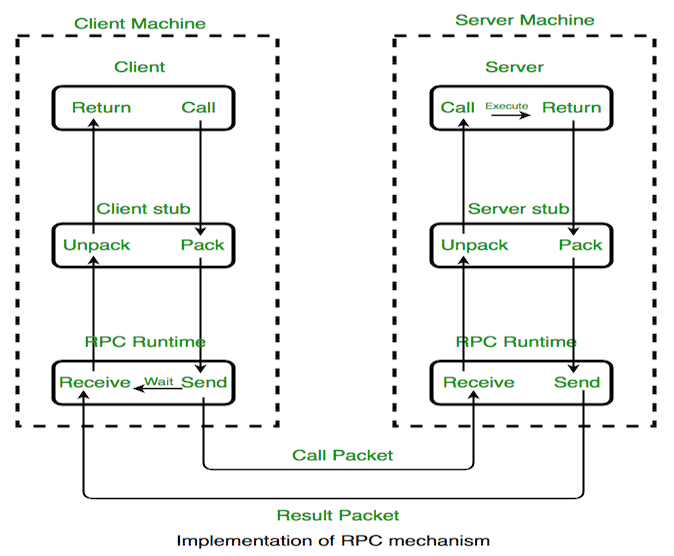 Client Machine
Server Machine
Client
Server
Return Call
Call Execute Return
Client stub
Server stub
Unpack Pack
Unpack Pack
RPC Runtime
RPC Runtime
Receive Wait Send
Receive Send
Call Packet
Result Packet
Implementation of RPC mechanism